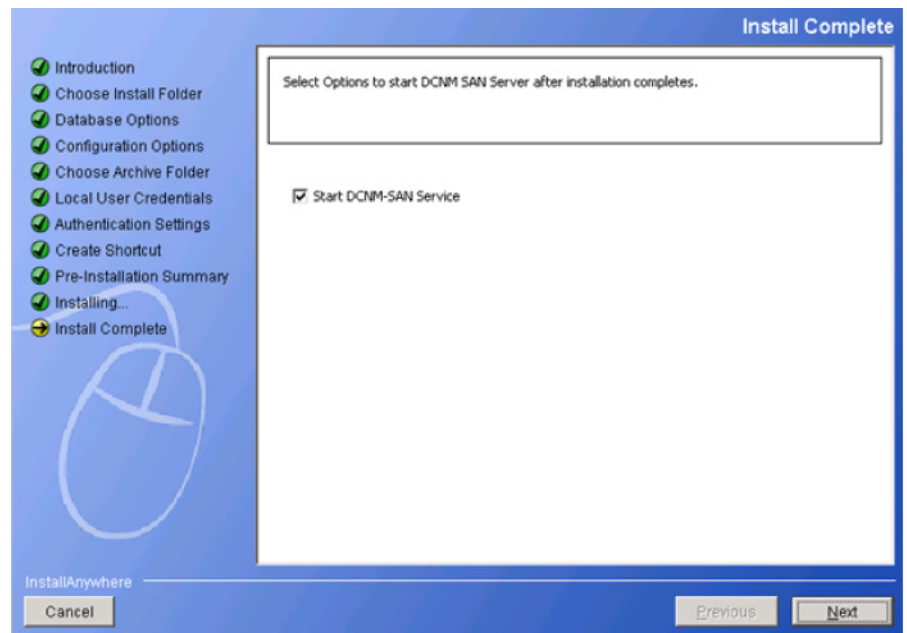 Install Complete
Introduction
Choose Install Folder
Database Options
Configuration Options
Choose Archive Folder
Local User Credentials
Authentication Settings
Create Shortcut
Pre-Installation Summary
Installing...
Install Complete
Select Options to start DCNM SAN Server after installation completes.
Start DCNM-SAN Service
InstallAnywhere
Cancel
Previous
Next